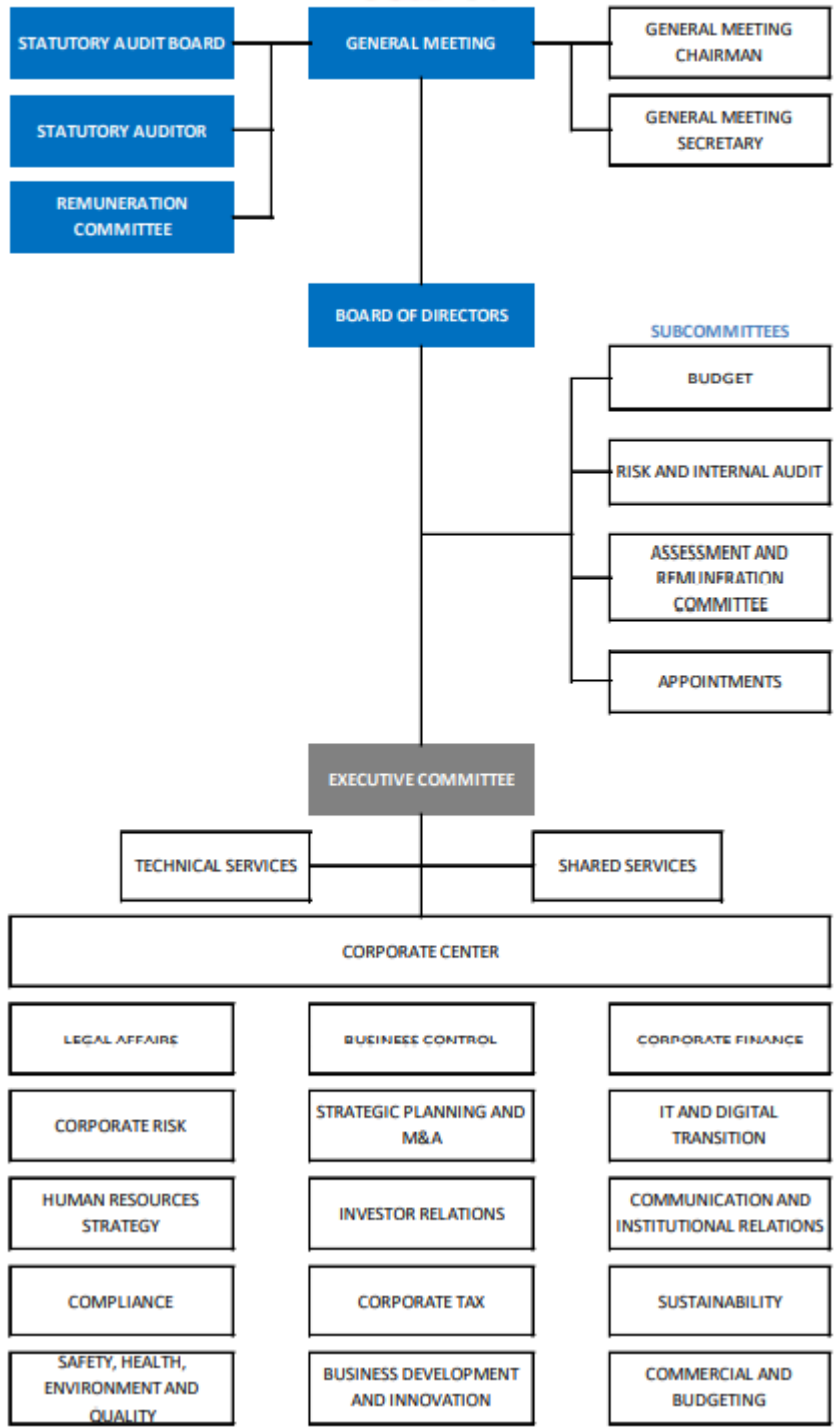 STATUTORY AUDIT BOARD
GENERAL MEETING
GENERAL MEETING
CHAIRMAN
STATUTORY AUDITOR
GENERAL MEETING
SECRETARY
REMUNERATION
COMMITTEE
BOARD OF DIRECTORS
SUBCOMMITTEES
BUDGET
RISK AND INTERNAL AUDIT
ASSESSMENT AND
REMUNERATION
COMMITTEE
APPOINTMENTS
EXECUTIVE COMMITTEE
TECHNICAL SERVICES
SHARED SERVICES
CORPORATE CENTER
LEGAL AFFAIRS
BUSINESS CONTROL
CORPORATE FINANCE
CORPORATE RISK
STRATEGIC PLANNING AND
M&A
IT AND DIGITAL
TRANSITION
HUMAN RESOURCES
STRATEGY
INVESTOR RELATIONS
COMMUNICATION AND
INSTITUTIONAL RELATIONS
COMPLIANCE
CORPORATE TAX
SUSTAINABILITY
SAFETY, HEALTH,
ENVIRONMENT AND
QUALITY
BUSINESS DEVELOPMENT
AND INNOVATION
COMMERCIAL AND
BUDGETING